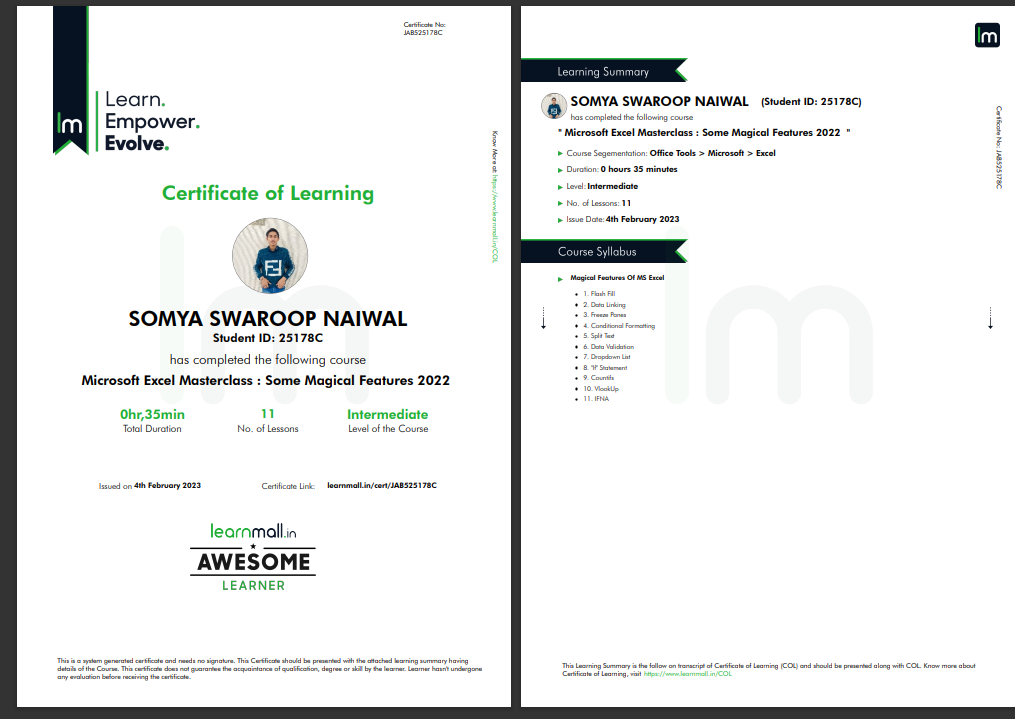 Certificate No:
JAB525178C
lm
Learn.
Empower.
Evolve.
Know More at: https://www.learnmall.in/COL
Certificate of Learning
SOMYA SWAROOP NAIWAL
Student ID: 25178C
has completed the following course
Microsoft Excel Masterclass : Some Magical Features 2022
0hr,35min 11 Intermediate
Total Duration No. of Lessons Level of the Course
Issued on 4th February 2023 Certificate Link: learnmall.in/cert/JAB525178C
learnmall.in
AWESOME
LEARNER
This is a system generated certificate and needs no signature. This Certificate should be presented with the attached learning summary having
details of the Course. This certificate does not guarantee the acquaintance of qualification, degree or skill by the learner. Learner hasn't undergone
any evaluation before receiving the certificate.
lm
Learning Summary
SOMYA SWAROOP NAIWAL (Student ID: 25178C)
has completed the following course
" Microsoft Excel Masterclass : Some Magical Features 2022 "
Course Segementation: Office Tools > Microsoft > Excel
Duration: 0 hours 35 minutes
Level: Intermediate
No. of Lessons: 11
Issue Date: 4th February 2023
Certificate No: JAB525178C
Course Syllabus
Magical Features Of MS Excel
1. Flash Fill
2. Data Linking
3. Freeze Panes
4. Conditional Formatting
5. Split Text
6. Data Validation
7. Dropdown List
8. "If" Statement
9. Countifs
10. VlookUp
11. IFNA
lm
This Learning Summary is the follow on transcript of Certificate of Learning (COL) and should be presented along with COL. Know more about
Certificate of Learning, visit https://www.learnmall.in/COL